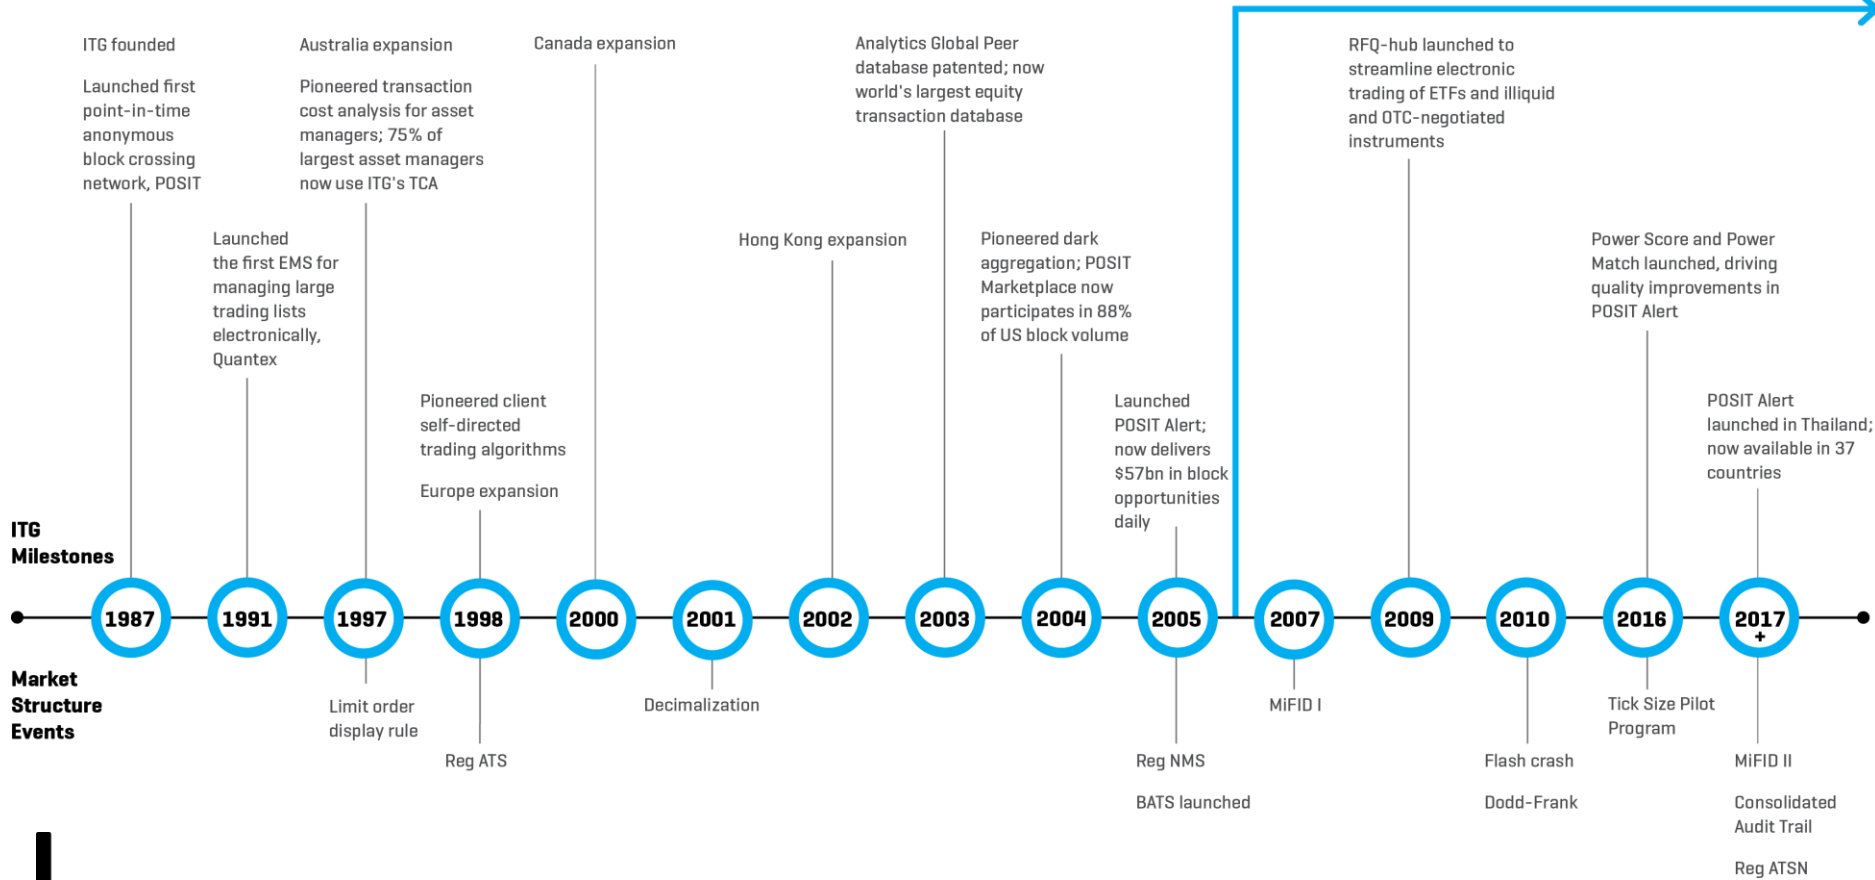 ITG founded
Launched first
point-in-time
anonymous
block crossing
network, POSIT
Launched
the first EMS for
managing large
trading lists
electronically,
Quantex
Australia expansion
Pioneered transaction
cost analysis for asset
managers; 75% of
largest asset managers
now use ITG's TCA
Pioneered client
self-directed
trading algorithms
Europe expansion
Canada expansion
Hong Kong expansion
Analytics Global Peer
database patented; now
world's largest equity
transaction database
Pioneered dark
aggregation; POSIT
Marketplace now
participates in 88%
of US block volume
Launched
POSIT Alert;
now delivers
$57bn in block
opportunities
daily
RFQ-hub launched to
streamline electronic
trading of ETFs and illiquid
and OTC-negotiated
instruments
Power Score and Power
Match launched, driving
quality improvements in
POSIT Alert
POSIT Alert
launched in Thailand;
now available in 37
countries
ITG
Milestones
1987
1991
1997
1998
2000
2001
2002
2003
2004
2005
2007
2009
2010
2016
2017
+
Market
Structure
Events
Limit order
display rule
Reg ATS
Decimalization
Reg NMS
BATS launched
MiFID I
Flash crash
Dodd-Frank
Tick Size Pilot
Program
MiFID II
Consolidated
Audit Trail
Reg ATSN